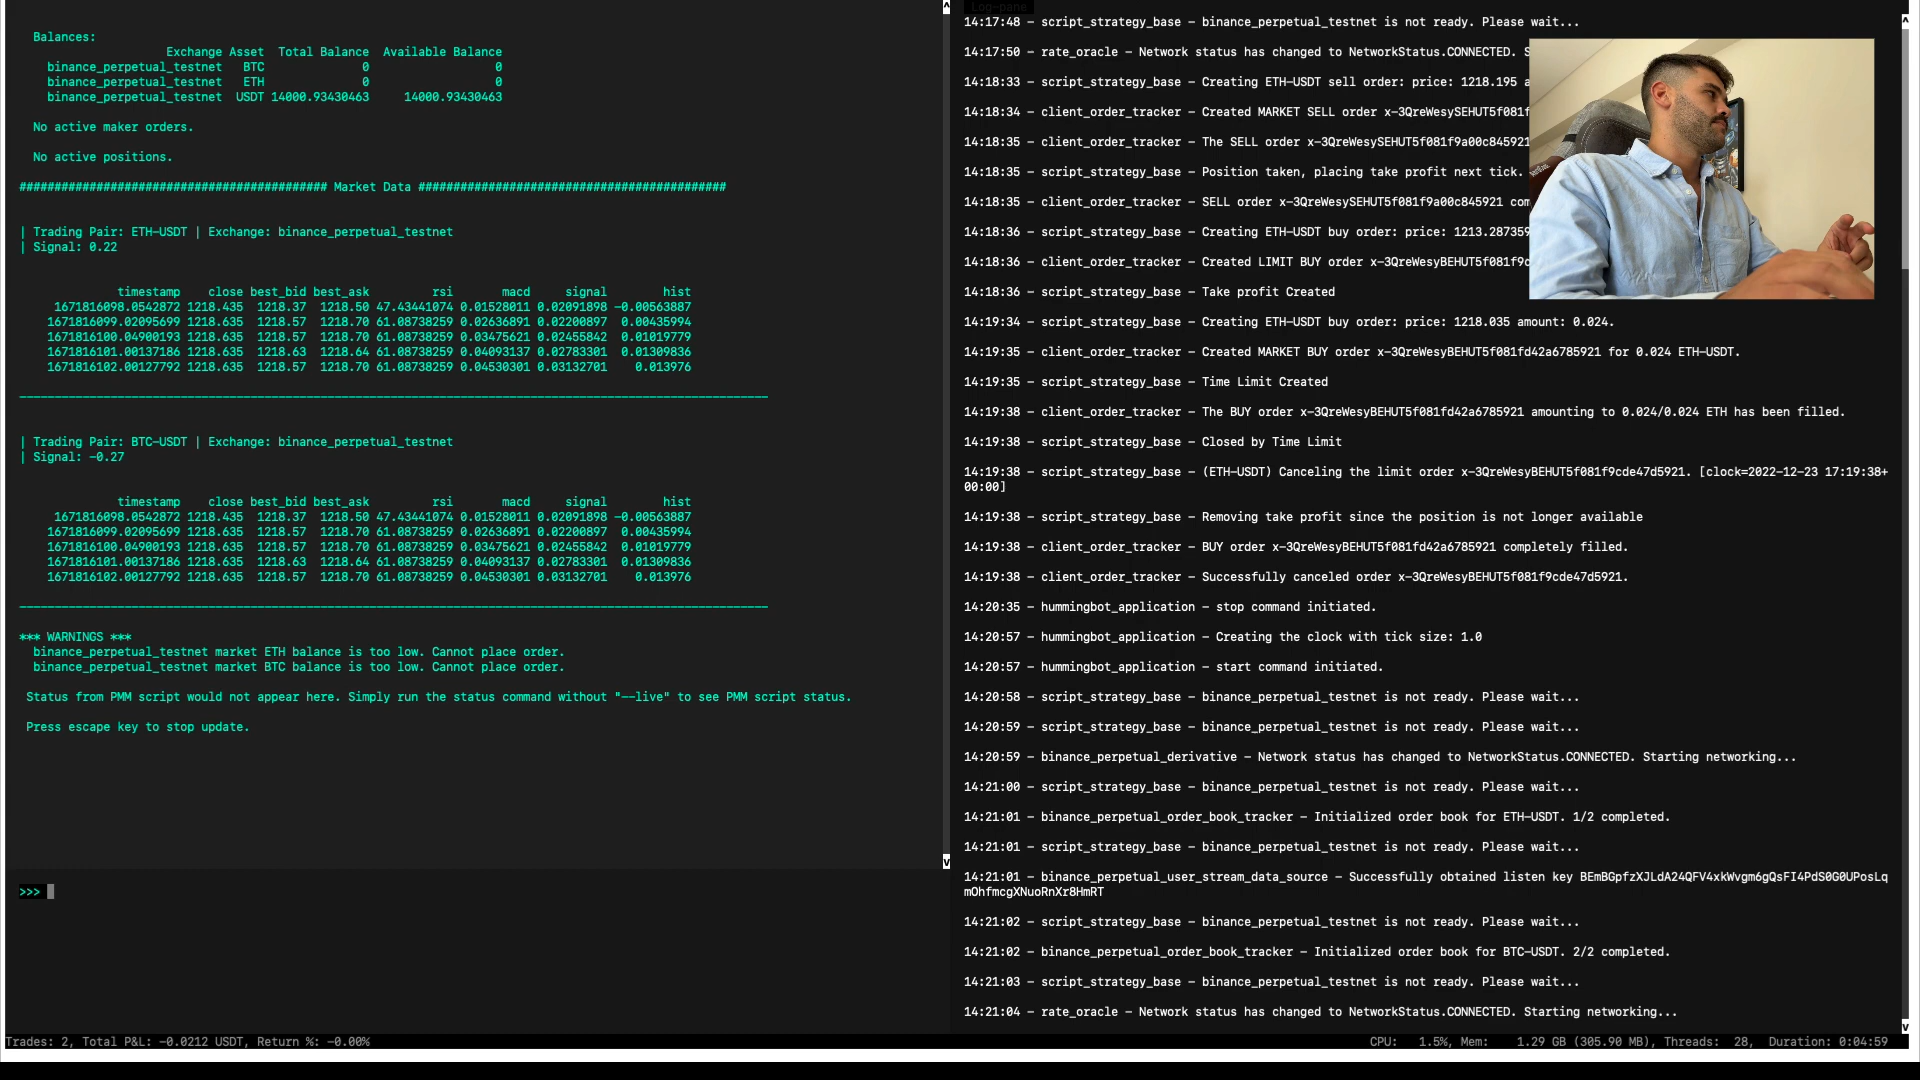 Balances:
Exchange Asset Total Balance Available Balance
binance_perpetual_testnet BTC 0 0
binance_perpetual_testnet ETH 0 0
binance_perpetual_testnet USDT 14000.93430463 14000.93430463
No active maker orders.
No active positions.
############################################ Market Data ############################################
| Trading Pair: ETH-USDT | Exchange: binance_perpetual_testnet
| Signal: 0.22
timestamp close best_bid best_ask rsi macd signal hist
1671816098.0542872 1218.435 1218.37 1218.50 47.43441074 0.01528011 0.02091898 -0.00563887
1671816099.02095699 1218.635 1218.57 1218.70 61.08738259 0.02636891 0.02200897 0.00435994
1671816100.04900193 1218.635 1218.57 1218.70 61.08738259 0.03475621 0.02455842 0.01019779
1671816101.00137186 1218.635 1218.63 1218.64 61.08738259 0.04093137 0.02783301 0.01309836
1671816102.00127792 1218.635 1218.57 1218.70 61.08738259 0.04530301 0.03132701 0.013976
| Trading Pair: BTC-USDT | Exchange: binance_perpetual_testnet
| Signal: -0.27
timestamp close best_bid best_ask rsi macd signal hist
1671816098.0542872 1218.435 1218.37 1218.50 47.43441074 0.01528011 0.02091898 -0.00563887
1671816099.02095699 1218.635 1218.57 1218.70 61.08738259 0.02636891 0.02200897 0.00435994
1671816100.04900193 1218.635 1218.57 1218.70 61.08738259 0.03475621 0.02455842 0.01019779
1671816101.00137186 1218.635 1218.63 1218.64 61.08738259 0.04093137 0.02783301 0.01309836
1671816102.00127792 1218.635 1218.57 1218.70 61.08738259 0.04530301 0.03132701 0.013976
*** WARNINGS ***
binance_perpetual_testnet market ETH balance is too low. Cannot place order.
binance_perpetual_testnet market BTC balance is too low. Cannot place order.
Status from PMM script would not appear here. Simply run the status command without "--live" to see PMM script status.
Press escape key to stop update.
>>>
Log-pane
14:17:48 - script_strategy_base - binance_perpetual_testnet is not ready. Please wait...
14:17:50 - rate_oracle - Network status has changed to NetworkStatus.CONNECTED. S
14:18:33 - script_strategy_base - Creating ETH-USDT sell order: price: 1218.195 a
14:18:34 - client_order_tracker - Created MARKET SELL order x-3QreWesySEHUT5f081f
14:18:35 - client_order_tracker - The SELL order x-3QreWesySEHUT5f081f9a00c845921
14:18:35 - script_strategy_base - Position taken, placing take profit next tick.
14:18:35 - client_order_tracker - SELL order x-3QreWesySEHUT5f081f9a00c845921 com
14:18:36 - script_strategy_base - Creating ETH-USDT buy order: price: 1213.287359
14:18:36 - client_order_tracker - Created LIMIT BUY order x-3QreWesyBEHUT5f081f9c
14:18:36 - script_strategy_base - Take profit Created
14:19:34 - script_strategy_base - Creating ETH-USDT buy order: price: 1218.035 amount: 0.024.
14:19:35 - client_order_tracker - Created MARKET BUY order x-3QreWesyBEHUT5f081fd42a6785921 for 0.024 ETH-USDT.
14:19:35 - script_strategy_base - Time Limit Created
14:19:38 - client_order_tracker - The BUY order x-3QreWesyBEHUT5f081fd42a6785921 amounting to 0.024/0.024 ETH has been filled.
14:19:38 - script_strategy_base - Closed by Time Limit
14:19:38 - script_strategy_base - (ETH-USDT) Canceling the limit order x-3QreWesyBEHUT5f081f9cde47d5921. [clock=2022-12-23 17:19:38+
00:00]
14:19:38 - script_strategy_base - Removing take profit since the position is not longer available
14:19:38 - client_order_tracker - BUY order x-3QreWesyBEHUT5f081fd42a6785921 completely filled.
14:19:38 - client_order_tracker - Successfully canceled order x-3QreWesyBEHUT5f081f9cde47d5921.
14:20:35 - hummingbot_application - stop command initiated.
14:20:57 - hummingbot_application - Creating the clock with tick size: 1.0
14:20:57 - hummingbot_application - start command initiated.
14:20:58 - script_strategy_base - binance_perpetual_testnet is not ready. Please wait...
14:20:59 - script_strategy_base - binance_perpetual_testnet is not ready. Please wait...
14:20:59 - binance_perpetual_derivative - Network status has changed to NetworkStatus.CONNECTED. Starting networking...
14:21:00 - script_strategy_base - binance_perpetual_testnet is not ready. Please wait...
14:21:01 - binance_perpetual_order_book_tracker - Initialized order book for ETH-USDT. 1/2 completed.
14:21:01 - script_strategy_base - binance_perpetual_testnet is not ready. Please wait...
14:21:01 - binance_perpetual_user_stream_data_source - Successfully obtained listen key BEmBGpfzXJLdA24QFV4xkWvgm6gQsFI4PdS0G0UPosLq
mOhfmcgXNuoRnXr8HmRT
14:21:02 - script_strategy_base - binance_perpetual_testnet is not ready. Please wait...
14:21:02 - binance_perpetual_order_book_tracker - Initialized order book for BTC-USDT. 2/2 completed.
14:21:03 - script_strategy_base - binance_perpetual_testnet is not ready. Please wait...
14:21:04 - rate_oracle - Network status has changed to NetworkStatus.CONNECTED. Starting networking...
Trades: 2, Total P&L: -0.0212 USDT, Return %: -0.00%
CPU: 1.5%, Mem: 1.29 GB (305.90 MB), Threads: 28, Duration: 0:04:59